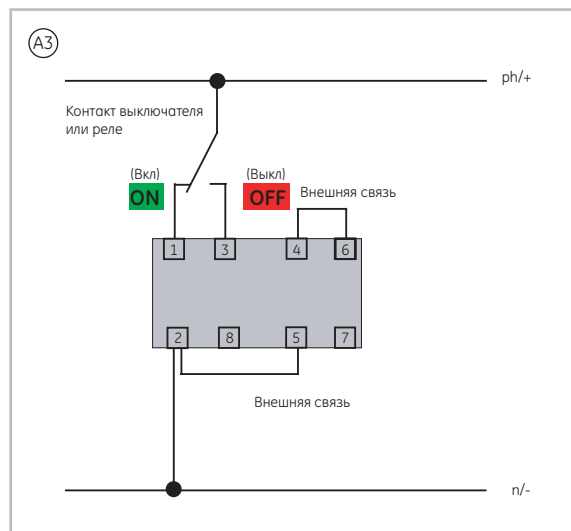 A3
ph/+
Контакт выключателя
или реле
(Вкл)
ON
(Выкл)
OFF
Внешняя связь
1
3
4
6
2
8
5
7
Внешняя связь
n/-